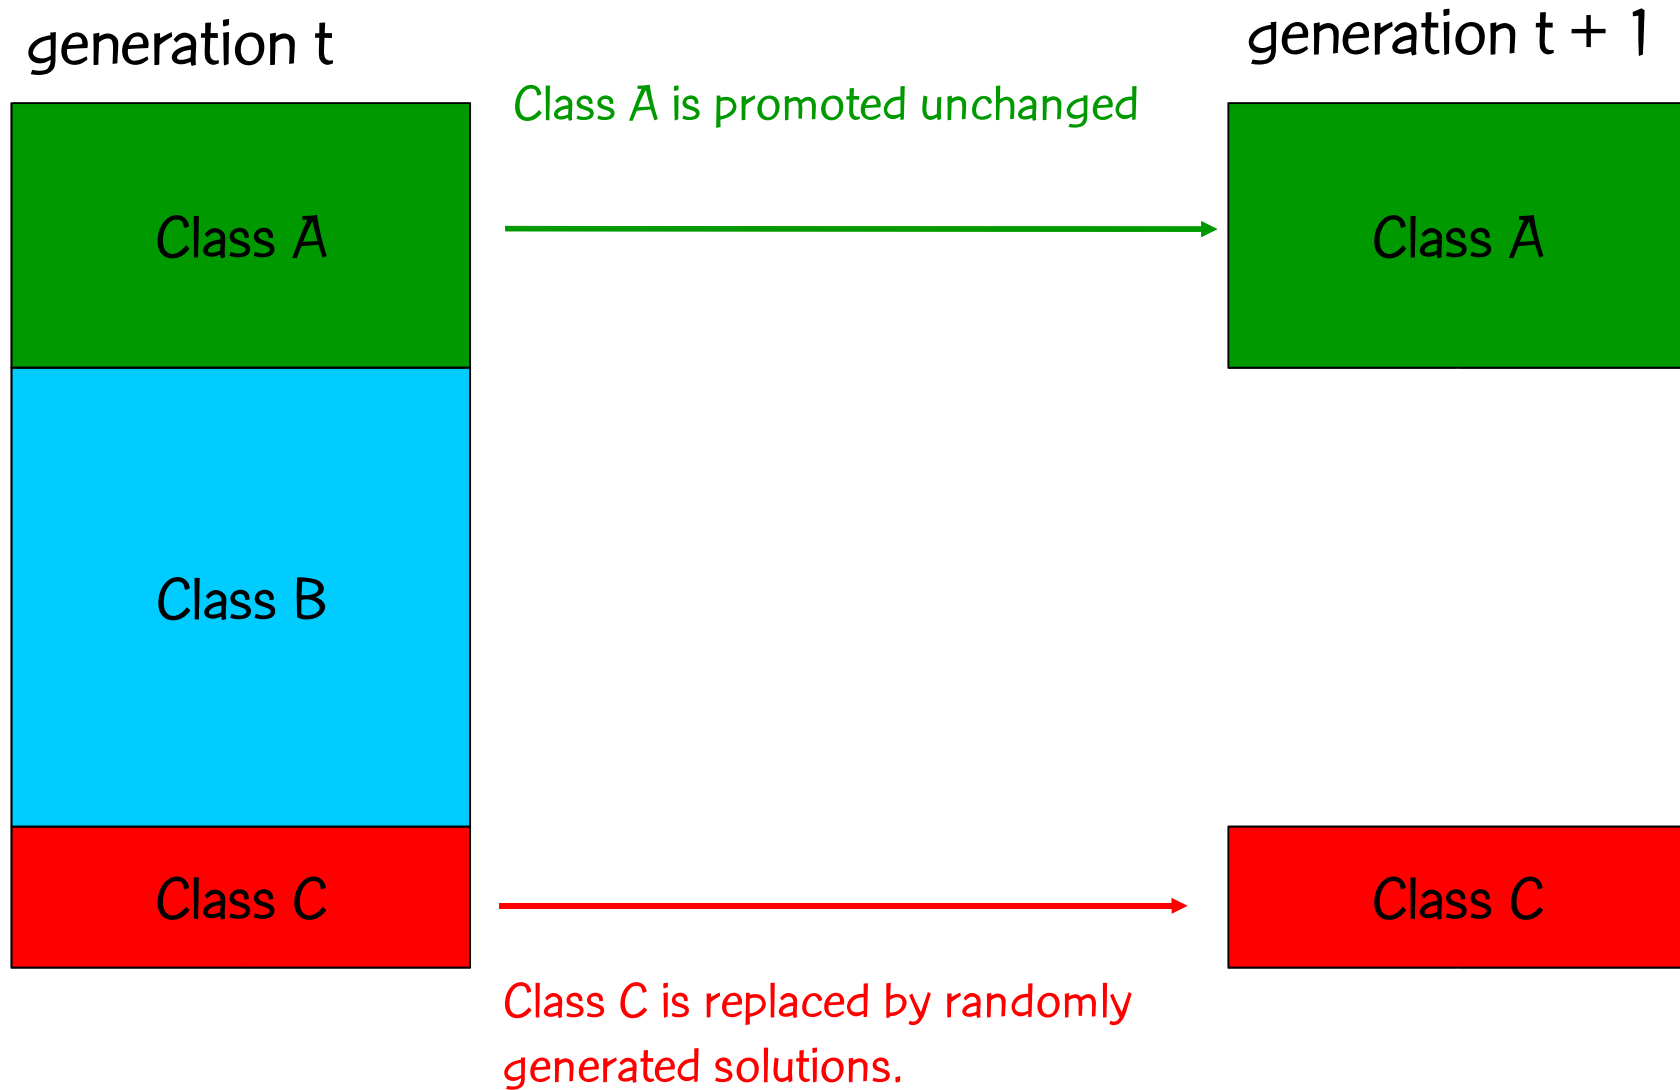 generation t
generation t + 1
Class A is promoted unchanged
Class A
Class A
Class B
Class C
Class C
Class C is replaced by randomly
generated solutions.